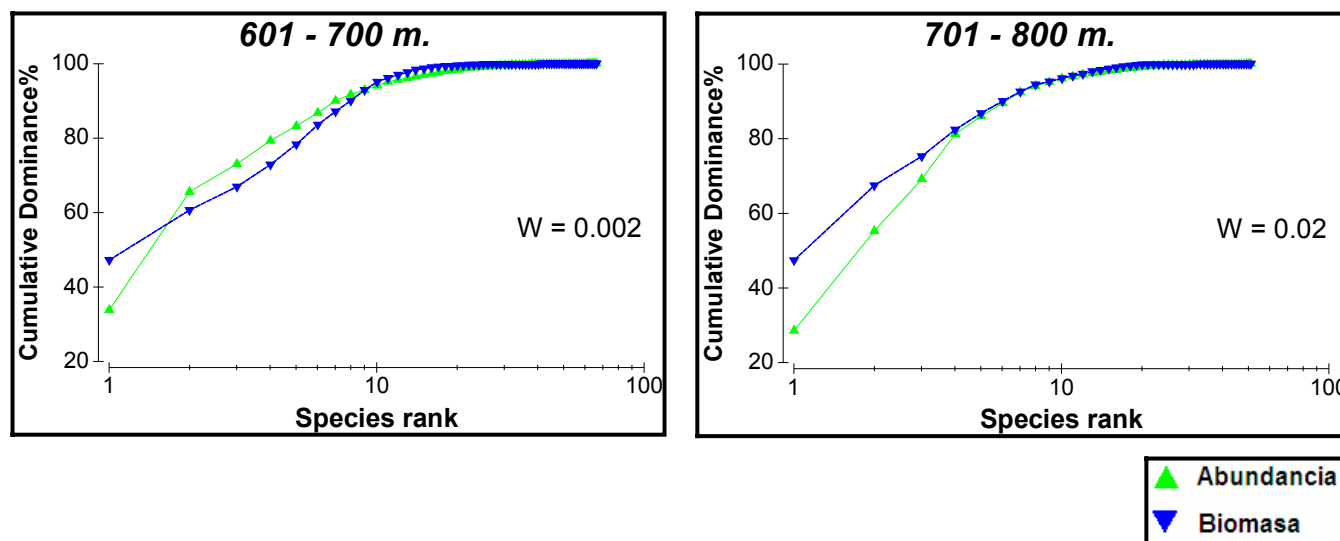 601 - 700 m.
100
80
60
40
20
Cumulative Dominance%
W = 0.002
1
10
100
Species rank
701 - 800 m.
100
80
60
40
20
Cumulative Dominance%
W = 0.02
1
10
100
Species rank
Abundancia
Biomasa